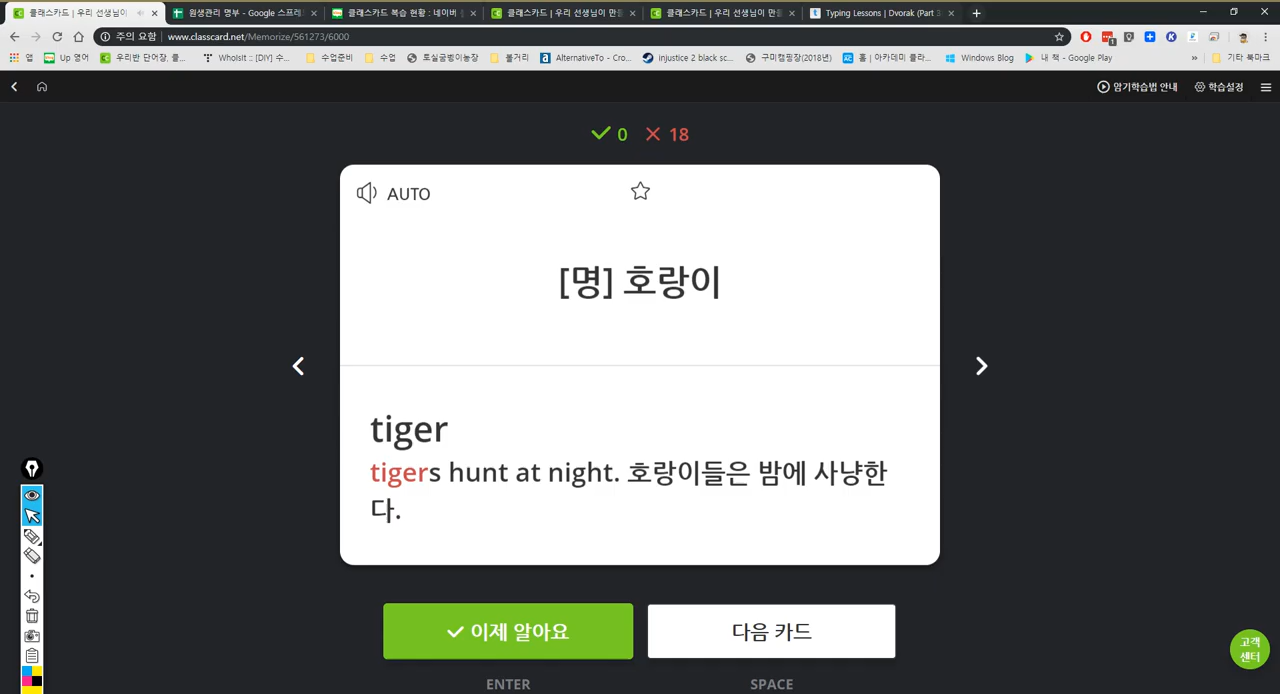 클래스카드 | 우리 선생님이
원생관리 명부 - Google 스프레
클래스카드 복습 현황 : 네이버
클래스카드 | 우리 선생님이 만든
클래스카드 | 우리 선생님이 만든
Typing Lessons | Dvorak (Part 3
주의 요함 | www.classcard.net/Memorize/561273/6000
앱 Up 영어 우리반 단어장, 클... WhoIst :: [DIY] 수... 수업준비 수업 토실굼벵이농장 볼거리 AlternativeTo - Cro... injustice 2 black sc... 구미캠핑장(2018년) 홈 | 아카데미 클라... Windows Blog 내 책 - Google Play » 기타 북마크
암기학습법 안내 학습설정
0 18
AUTO
[명] 호랑이
tiger
tigers hunt at night. 호랑이들은 밤에 사냥한
다.
이제 알아요 다음 카드
ENTER SPACE
고객
센터